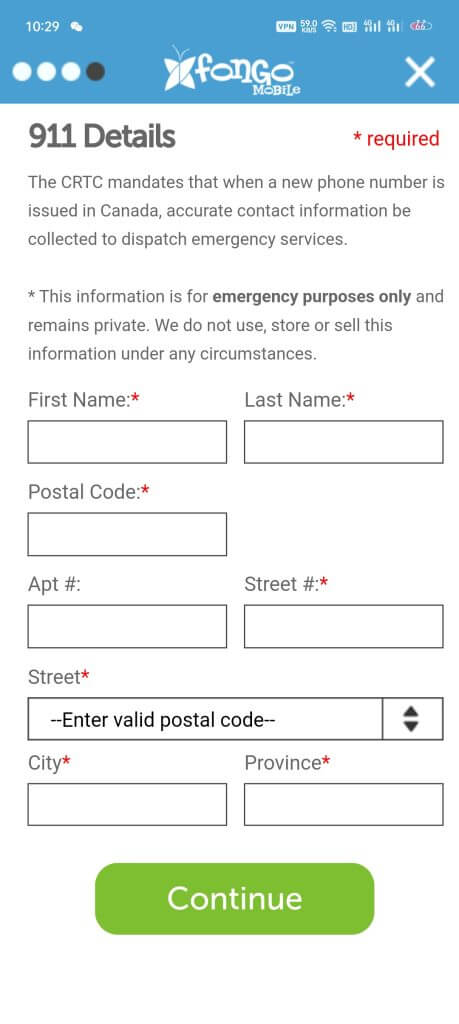 10:29 VPN 59.0 KB/S HD 4G 4G 66
fongo
MOBiLe
911 Details * required
The CRTC mandates that when a new phone number is
issued in Canada, accurate contact information be
collected to dispatch emergency services.
* This information is for emergency purposes only and
remains private. We do not use, store or sell this
information under any circumstances.
First Name:* Last Name:*
Postal Code:*
Apt #: Street #:*
Street*
--Enter valid postal code--
City* Province*
Continue